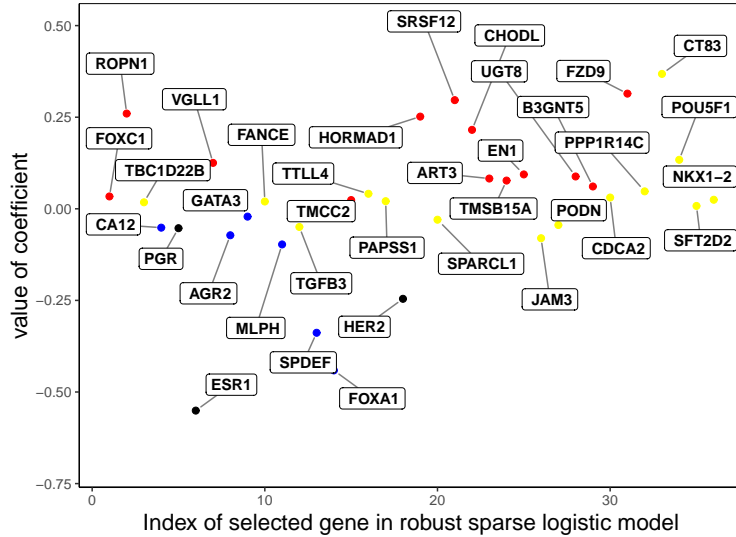 0.50
0.25
0.00
−0.25
−0.50
−0.75
value of coefficient
SRSF12
CHODL
CT83
ROPN1
UGT8
FZD9
VGLL1
B3GNT5
POU5F1
FOXC1
FANCE
HORMAD1
PPP1R14C
EN1
TBC1D22B
TTLL4
ART3
NKX1−2
GATA3
TMCC2
TMSB15A
PODN
CA12
PGR
PAPSS1
SPARCL1
CDCA2
SFT2D2
AGR2
TGFB3
JAM3
MLPH
HER2
SPDEF
ESR1
FOXA1
0
10
20
30
Index of selected gene in robust sparse logistic model